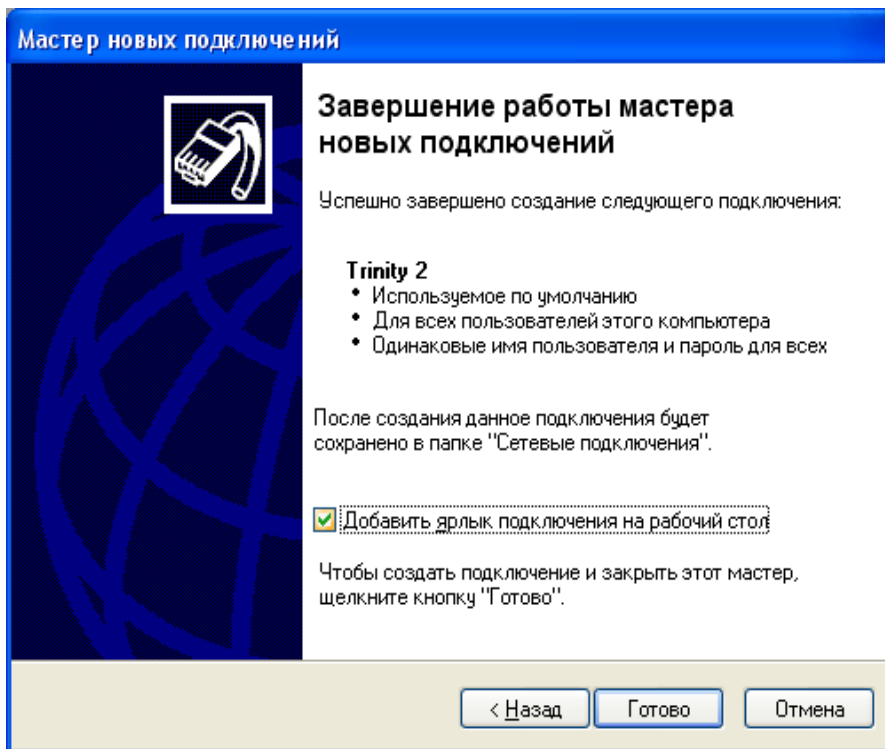 Мастер новых подключений
Завершение работы мастера
новых подключений
Успешно завершено создание следующего подключения:
Trinity 2
• Используемое по умолчанию
• Для всех пользователей этого компьютера
• Одинаковые имя пользователя и пароль для всех
После создания данное подключения будет
сохранено в папке "Сетевые подключения".
Добавить ярлык подключения на рабочий стол
Чтобы создать подключение и закрыть этот мастер,
щелкните кнопку "Готово".
< Назад Готово Отмена